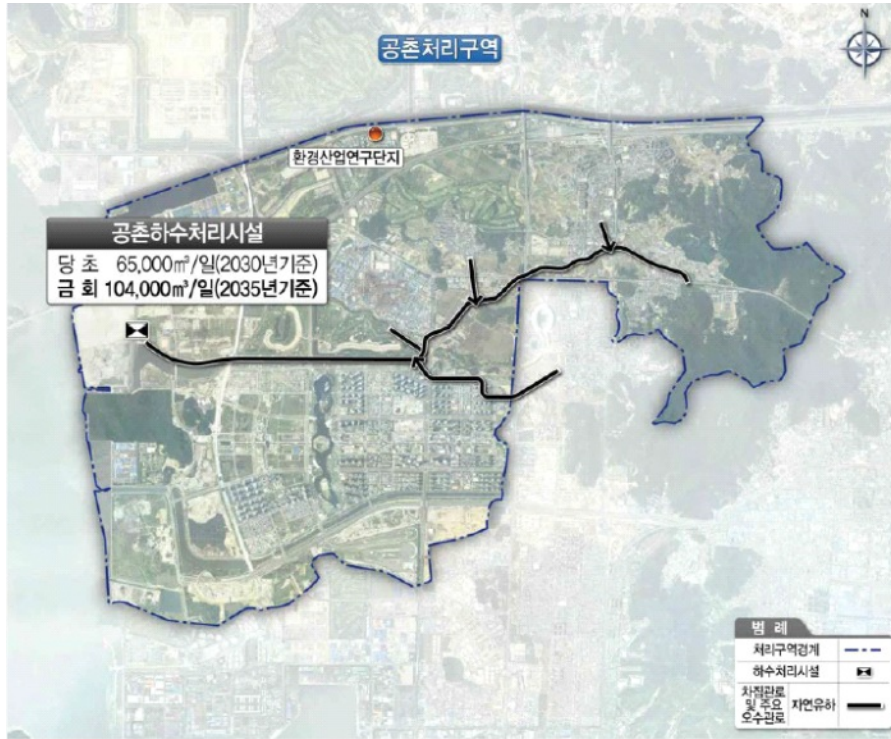 공촌처리구역
N
환경산업연구단지
공촌하수처리시설
당 초 65,000㎥/일(2030년기준)
금 회 104,000㎥/일(2035년기준)
범 례
처리구역경계
하수처리시설
차집관로
및 주요
오수관로
자연유하